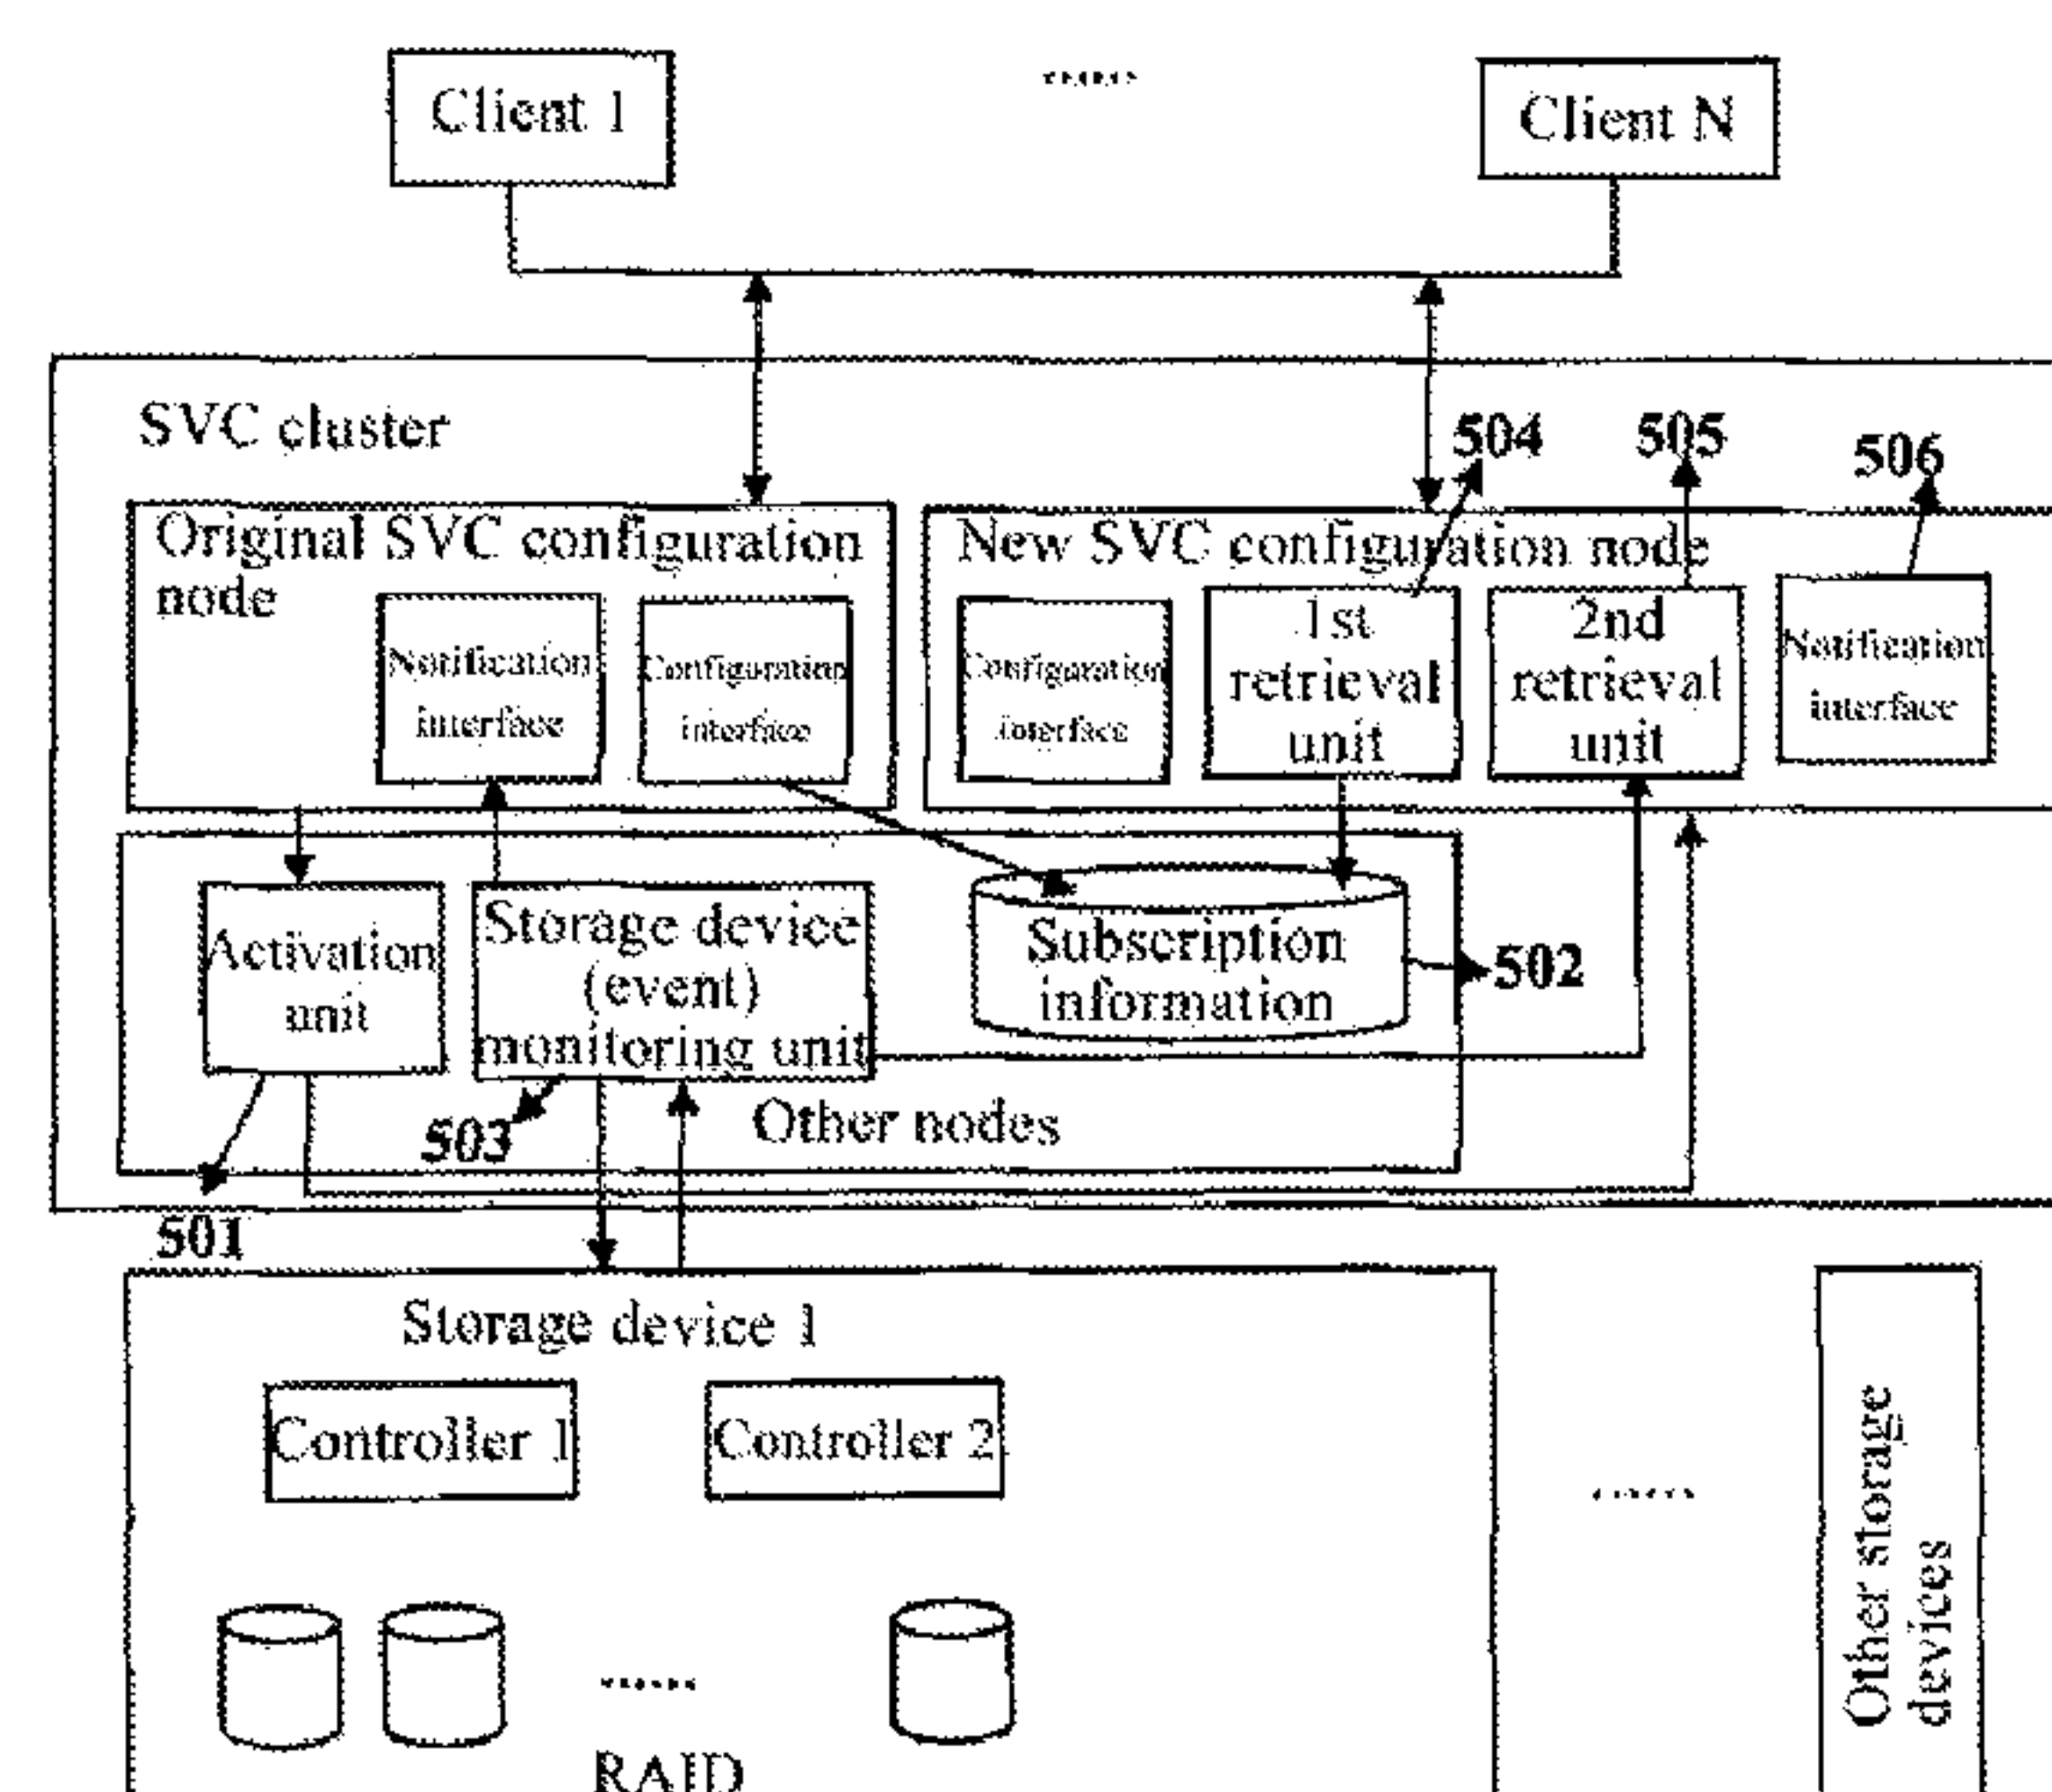 Client 1
Client N
SVC cluster
504
505
506
Original SVC configuration
node
Notification
interface
Configuration
interface
New SVC configuration node
Configuration
interface
1st
retrieval
unit
2nd
retrieval
unit
Notification
interface
Activation
unit
Storage device
(event)
monitoring unit
Subscription
information
502
503
Other nodes
501
Storage device 1
Controller 1
Controller 2
RAID
Other storage
devices